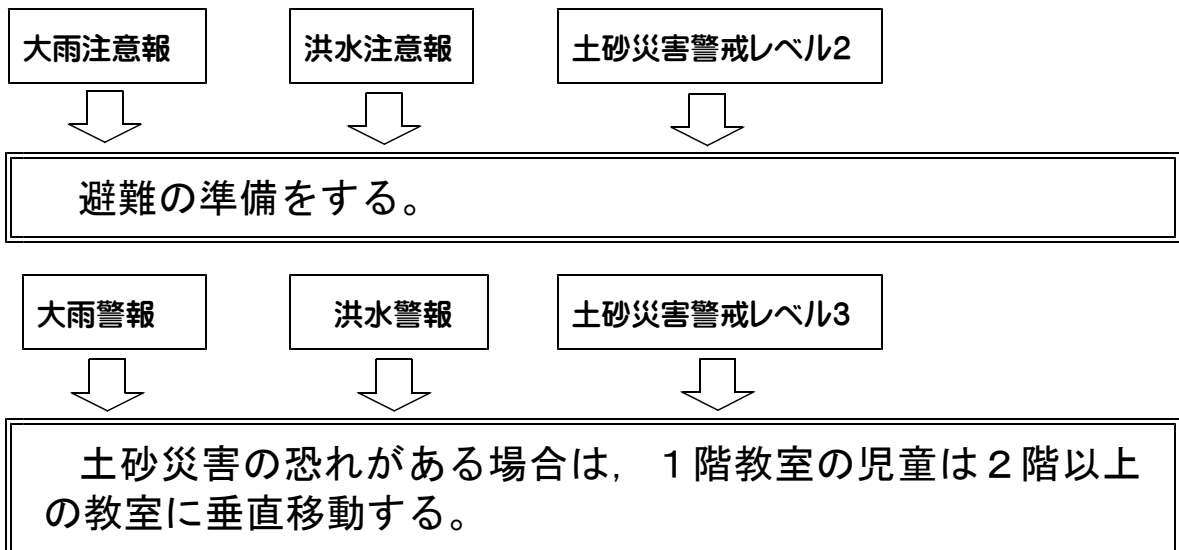 大雨注意報 洪水注意報 土砂災害警戒レベル2
避難の準備をする。
大雨警報 洪水警報 土砂災害警戒レベル3
土砂災害の恐れがある場合は，１階教室の児童は２階以上
の教室に垂直移動する。